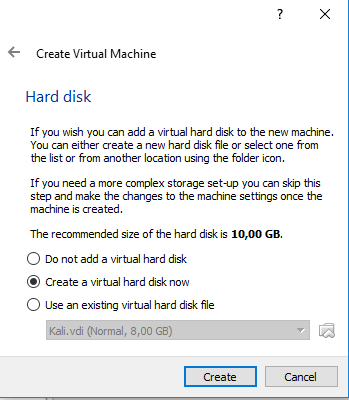 ?
Create Virtual Machine
Hard disk
If you wish you can add a virtual hard disk to the new machine.
You can either create a new hard disk file or select one from
the list or from another location using the folder icon.
If you need a more complex storage set-up you can skip this
step and make the changes to the machine settings once the
machine is created.
The recommended size of the hard disk is 10,00 GB.
Do not add a virtual hard disk
Create a virtual hard disk now
Use an existing virtual hard disk file
Kali.vdi (Normal, 8,00 GB)
Create Cancel